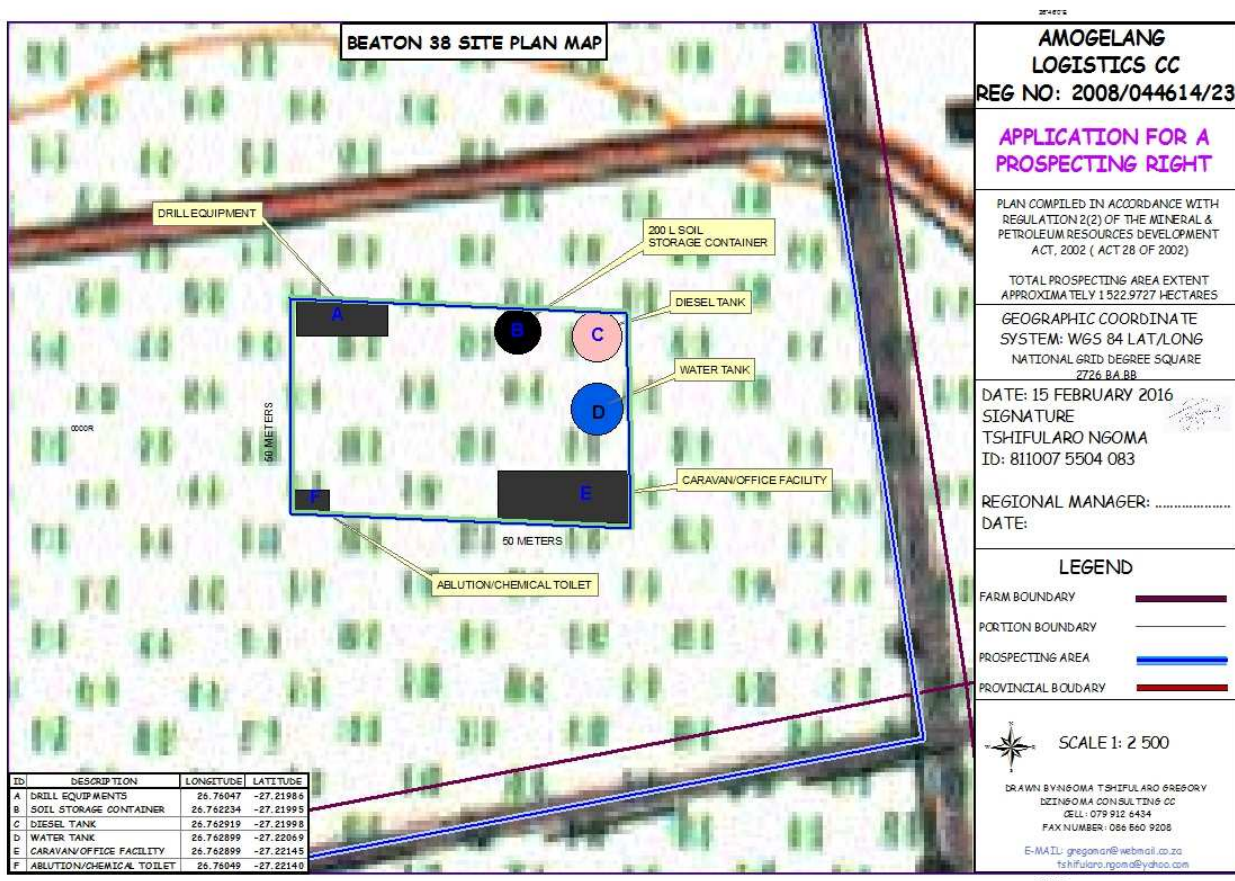 26°46'0"E
BEATON 38 SITE PLAN MAP
DRILL EQUIPMENT
200 L SOIL
STORAGE CONTAINER
DIESEL TANK
WATER TANK
CARAVAN/OFFICE FACILITY
ABLUTION/CHEMICAL TOILET
A
B
C
D
E
F
50 METERS
50 METERS
ID DESCRIPTION LONGITUDE LATITUDE
A DRILL EQUIPMENTS 26.76047 -27.21986
B SOIL STORAGE CONTAINER 26.762234 -27.21995
C DIESEL TANK 26.762919 -27.21998
D WATER TANK 26.762899 -27.22069
E CARAVAN/OFFICE FACILITY 26.762899 -27.22145
F ABLUTION/CHEMICAL TOILET 26.76049 -27.22140
AMOGELANG
LOGISTICS CC
REG NO: 2008/044614/23
APPLICATION FOR A
PROSPECTING RIGHT
PLAN COMPILED IN ACCORDANCE WITH
REGULATION 2(2) OF THE MINERAL &
PETROLEUM RESOURCES DEVELOPMENT
ACT, 2002 ( ACT 28 OF 2002)
TOTAL PROSPECTING AREA EXTENT
APPROXIMATELY 1 522.9727 HECTARES
GEOGRAPHIC COORDINATE
SYSTEM: WGS 84 LAT/LONG
NATIONAL GRID DEGREE SQUARE
2726 BA.BB
DATE: 15 FEBRUARY 2016
SIGNATURE
TSHIFULARO NGOMA
ID: 811007 5504 083
REGIONAL MANAGER: ...................
DATE:
LEGEND
FARM BOUNDARY
PORTION BOUNDARY
PROSPECTING AREA
PROVINCIAL BOUDARY
SCALE 1: 2 500
DRAWN BY:NGOMA TSHIFULARO GREGORY
DZINGOMA CONSULTING CC
CELL: 079 912 6434
FAX NUMBER: 086 560 9208
E-MAIL: gregoman@webmail.co.za
tshifularo.ngoma@yahoo.com